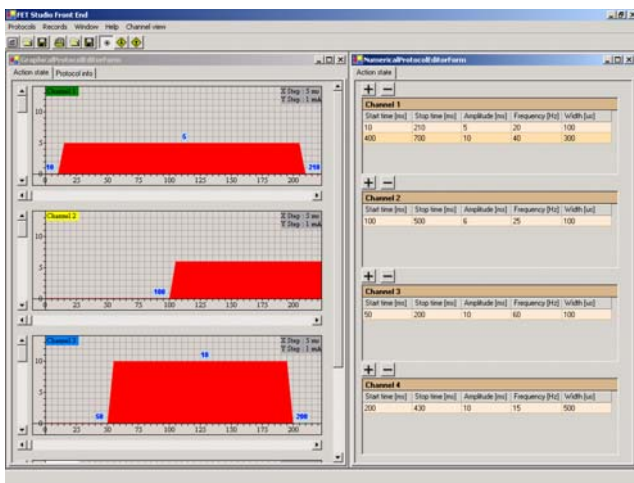 FET Studio Front End
Protocols Records Window Help Channel view
GraphicalProtocolEditorForm
Action state Protocol info
Channel 1
X Step : 5 ms
Y Step : 1 mA
10
5
0
5
10
210
0 25 50 75 100 125 150 175 200
Channel 2
X Step : 5 ms
Y Step : 1 mA
10
5
0
100
0 25 50 75 100 125 150 175 200
Channel 3
X Step : 5 ms
Y Step : 1 mA
10
5
0
10
50
200
0 25 50 75 100 125 150 175 200
NumericalProtocolEditorForm
Action state
Channel 1
Start time [ms] Stop time [ms] Amplitude [ms] Frequency [Hz] Width [us]
10 210 5 20 100
400 700 10 40 300
Channel 2
Start time [ms] Stop time [ms] Amplitude [ms] Frequency [Hz] Width [us]
100 500 6 25 100
Channel 3
Start time [ms] Stop time [ms] Amplitude [ms] Frequency [Hz] Width [us]
50 200 10 60 100
Channel 4
Start time [ms] Stop time [ms] Amplitude [ms] Frequency [Hz] Width [us]
200 430 10 15 500